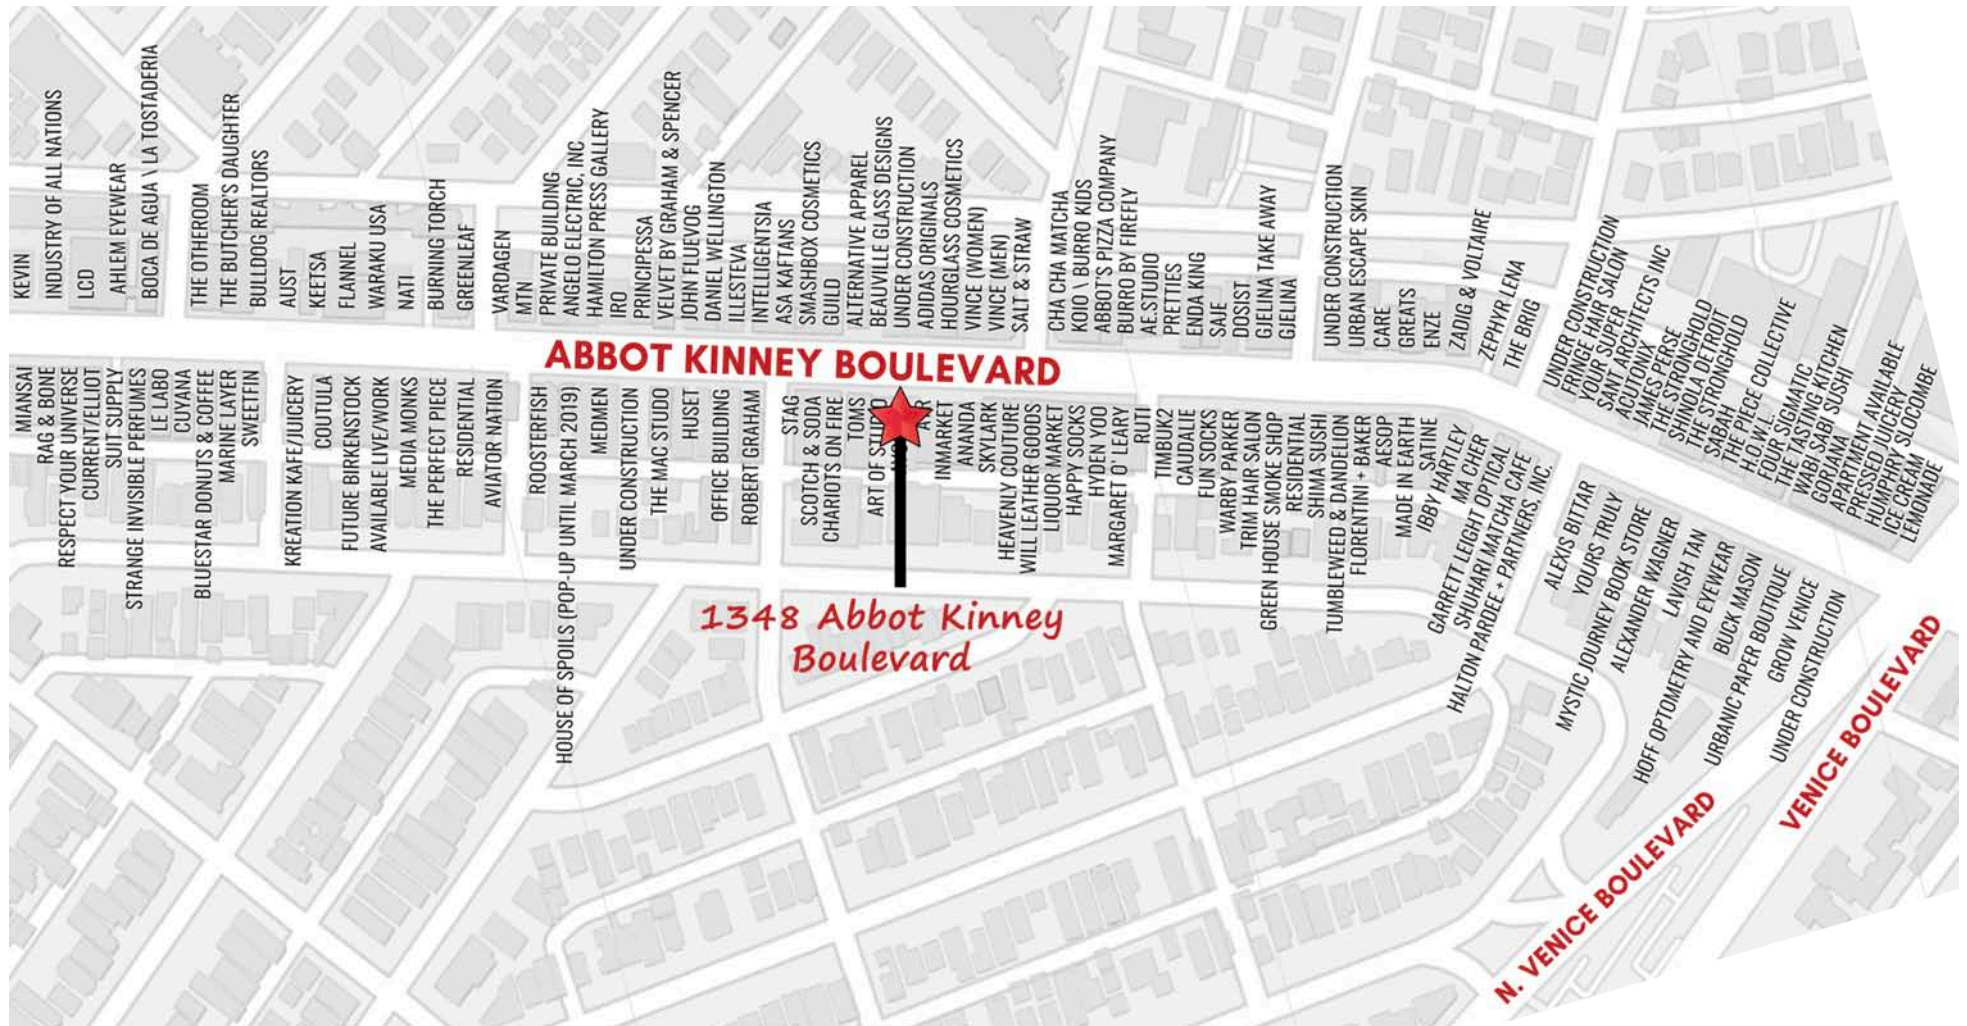 KEVIN
INDUSTRY OF ALL NATIONS
LCD
AHLEM EYEWEAR
BOCA DE AGUA \ LA TOSTADERIA
THE OTHEROOM
THE BUTCHER'S DAUGHTER
BULLDOG REALTORS
AUST
KEETSA
FLANNEL
WARAKU USA
NATI
BURNING TORCH
GREENLEAF
VARDAGEN
MTN
PRIVATE BUILDING
ANGELO ELECTRIC, INC
HAMILTON PRESS GALLERY
IRO
PRINCIPESSA
VELVET BY GRAHAM & SPENCER
JOHN FLUEVOG
DANIEL WELLINGTON
ILLESTEVA
INTELLIGENTSIA
ASA KAFTANS
SMASHBOX COSMETICS
GUILD
ALTERNATIVE APPAREL
BEAUVILLE GLASS DESIGNS
UNDER CONSTRUCTION
ADIDAS ORIGINALS
HOURGLASS COSMETICS
VINCE (WOMEN)
VINCE (MEN)
SALT & STRAW
CHA CHA MATCHA
KOIO \ BURRO KIDS
ABBOT'S PIZZA COMPANY
BURRO BY FIREFLY
AE.STUDIO
PRETTIES
ENDA KING
SAJE
DOSIST
GJELINA TAKE AWAY
GJELINA
UNDER CONSTRUCTION
URBAN ESCAPE SKIN
CARE
GREATS
ENZE
ZADIG & VOLTAIRE
ZEPHYR LENA
THE BRIG
UNDER CONSTRUCTION
FRINGE HAIR SALON
YOUR SUPER
SANT ARCHITECTS INC
ACUTONIX
JAMES PERSE
THE STRONGHOLD
SHINOLA DETROIT
THE STRONGHOLD
SABAH
THE PIECE COLLECTIVE
H.O.W.L.
FOUR SIGMATIC
THE TASTING KITCHEN
WABI SABI SUSHI
GORJANA
APARTMENT AVAILABLE
PRESSED JUICERY
HUMPHRY SLOCOMBE
ICE CREAM
LEMONADE
ABBOT KINNEY BOULEVARD
MIANSAI
RAG & BONE
RESPECT YOUR UNIVERSE
CURRENT/ELLIOT
SUIT SUPPLY
STRANGE INVISIBLE PERFUMES
LE LABO
CUYANA
BLUESTAR DONUTS & COFFEE
MARINE LAYER
SWEETFIN
KREATION KAFE/JUICERY
COUTULA
FUTURE BIRKENSTOCK
AVAILABLE LIVE/WORK
MEDIA MONKS
THE PERFECT PIECE
RESIDENTIAL
AVIATOR NATION
ROOSTERFISH
HOUSE OF SPOILS (POP-UP UNTIL MARCH 2019)
MEDMEN
UNDER CONSTRUCTION
THE MAC STUDO
HUSET
OFFICE BUILDING
ROBERT GRAHAM
STAG
SCOTCH & SODA
CHARIOTS ON FIRE
TOMS
ART OF
INMARKET
ANANDA
SKYLARK
HEAVENLY COUTURE
WILL LEATHER GOODS
LIQUOR MARKET
HAPPY SOCKS
HYDEN YOO
MARGARET O' LEARY
RUTI
TIMBUK2
CAUDALIE
FUN SOCKS
WARBY PARKER
TRIM HAIR SALON
GREEN HOUSE SMOKE SHOP
RESIDENTIAL
SHIMA SUSHI
TUMBLEWEED & DANDELION
FLORENTINI + BAKER
AESOP
MADE IN EARTH
SATINE
IBBY HARTLEY
MA CHER
GARRETT LEIGHT OPTICAL
SHUHARI MATCHA CAFE
HALTON PARDEE + PARTNERS, INC.
ALEXIS BITTAR
YOURS TRULY
MYSTIC JOURNEY BOOK STORE
ALEXANDER WAGNER
LAVISH TAN
HOFF OPTOMETRY AND EYEWEAR
BUCK MASON
URBANIC PAPER BOUTIQUE
GROW VENICE
UNDER CONSTRUCTION
1348 Abbot Kinney
Boulevard
N. VENICE BOULEVARD
VENICE BOULEVARD